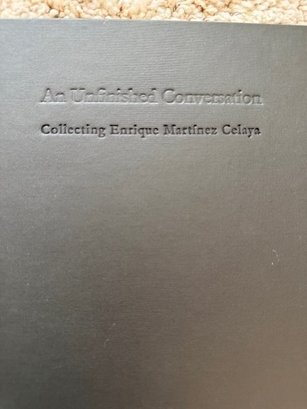 An Unfinished Conversation
Collecting Enrique Martínez Celaya